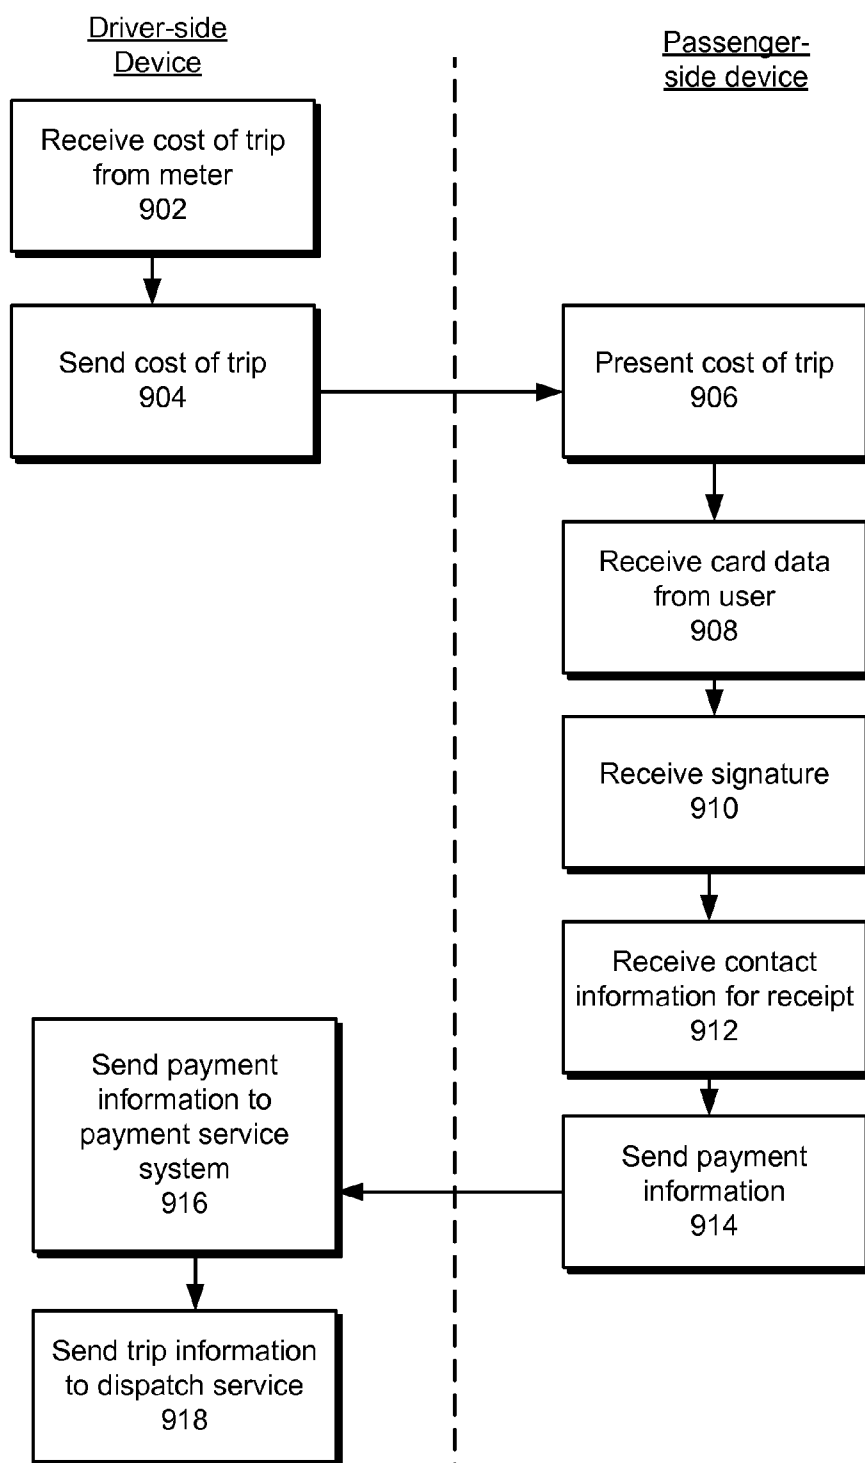 Driver-side
Device
Passenger-
side device
Receive cost of trip
from meter
902
Send cost of trip
904
Present cost of trip
906
Receive card data
from user
908
Receive signature
910
Receive contact
information for receipt
912
Send payment
information
914
Send payment
information to
payment service
system
916
Send trip information
to dispatch service
918